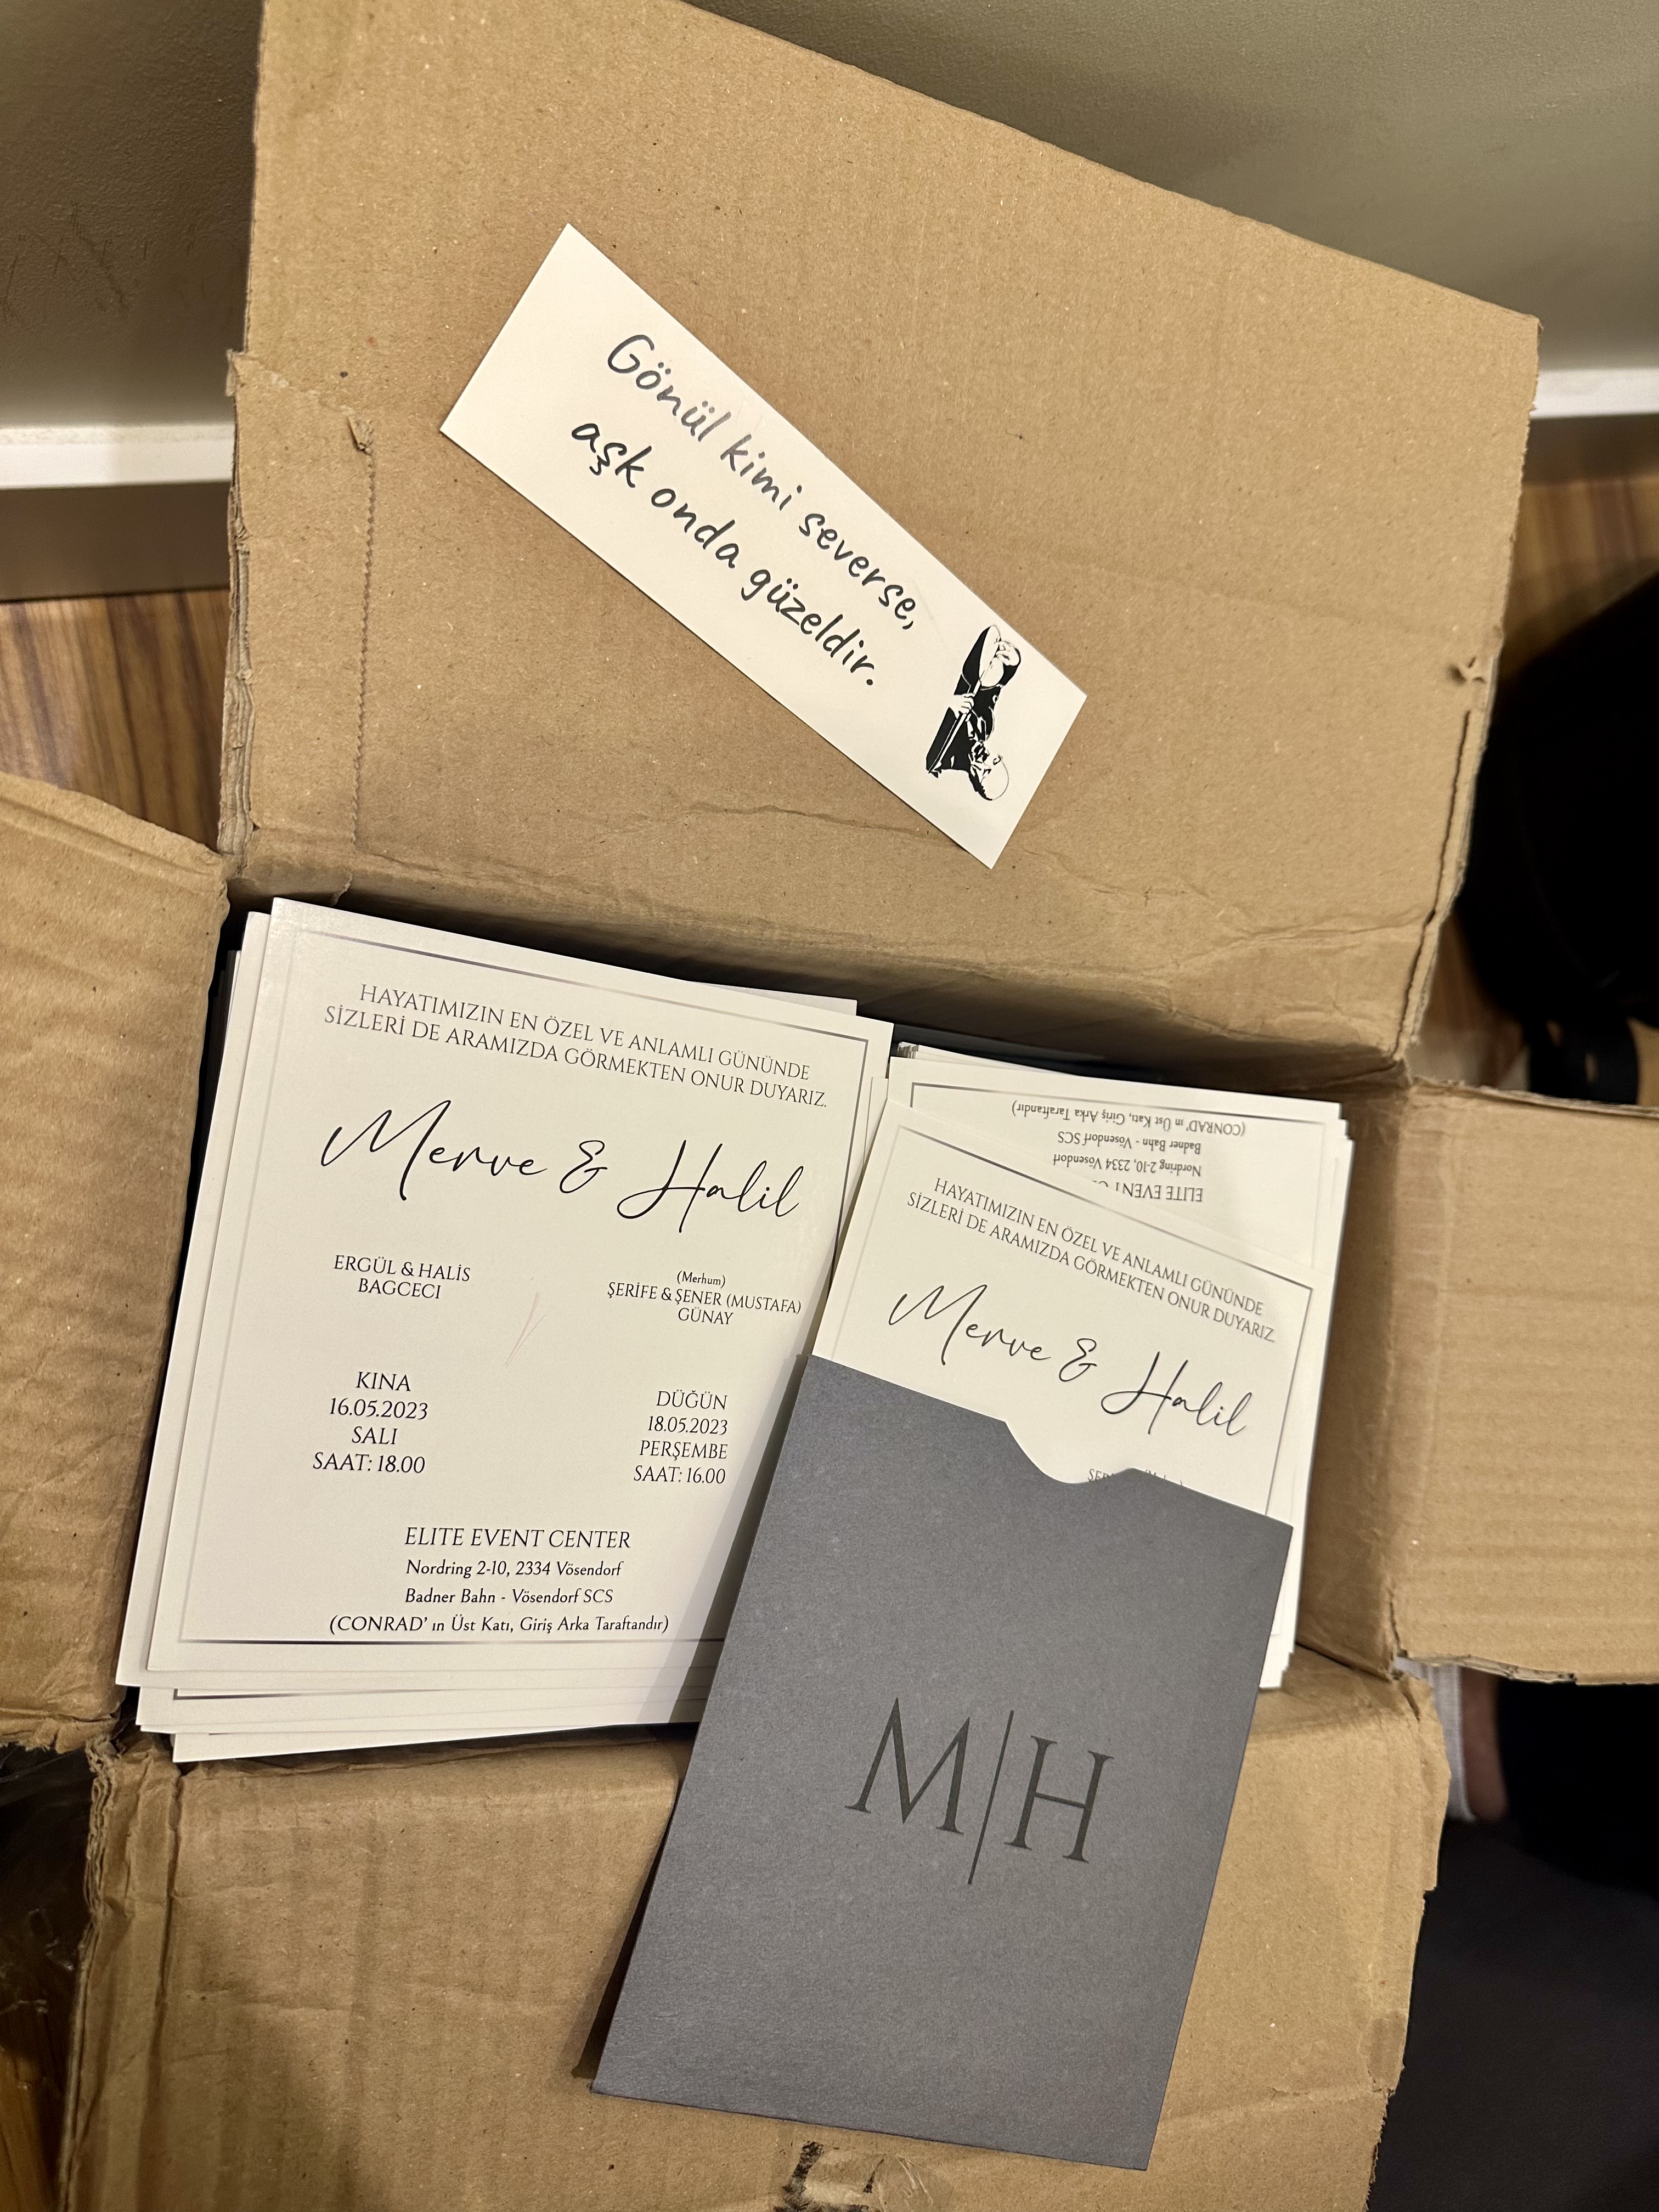 Gönül kimi severse,
aşk onda güzeldir.
HAYATIMIZIN EN ÖZEL VE ANLAMLI GÜNÜNDE
SİZLERİ DE ARAMIZDA GÖRMEKTEN ONUR DUYARIZ.
Merve & Halil
ERGÜL & HALİS
BAGCECI
(Merhum)
ŞERİFE & ŞENER (MUSTAFA)
GÜNAY
KINA
16.05.2023
SALI
SAAT: 18.00
DÜĞÜN
18.05.2023
PERŞEMBE
SAAT: 16.00
ELITE EVENT CENTER
Nordring 2-10, 2334 Vösendorf
Badner Bahn - Vösendorf SCS
(CONRAD' ın Üst Katı, Giriş Arka Taraftandır)
ELITE EVENT
Nordring 2-10, 2334 Vösendorf
Badner Bahn - Vösendorf SCS
(CONRAD' ın Üst Katı, Giriş Arka Taraftandır)
HAYATIMIZIN EN ÖZEL VE ANLAMLI GÜNÜNDE
SİZLERİ DE ARAMIZDA GÖRMEKTEN ONUR DUYARIZ.
Merve & Halil
M|H